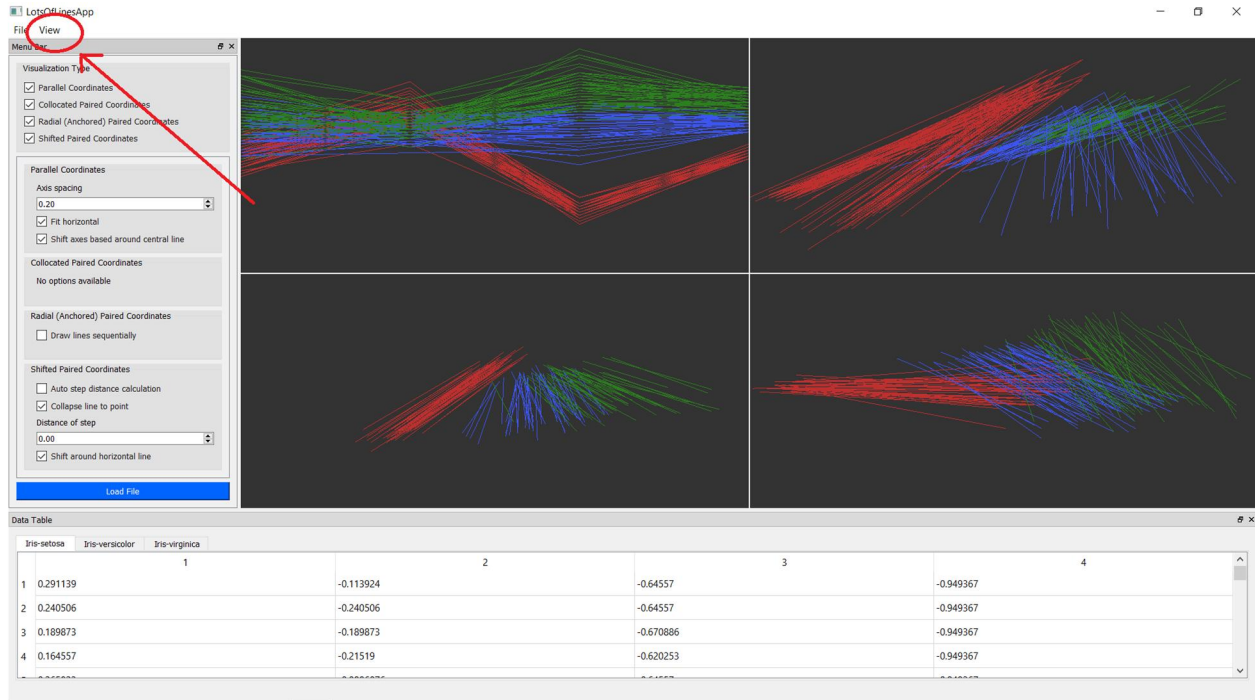 LotsOfLinesApp
File View
Menu Bar
Visualization Type
Parallel Coordinates
Collocated Paired Coordinates
Radial (Anchored) Paired Coordinates
Shifted Paired Coordinates
Parallel Coordinates
Axis spacing
0.20
Fit horizontal
Shift axes based around central line
Collocated Paired Coordinates
No options available
Radial (Anchored) Paired Coordinates
Draw lines sequentially
Shifted Paired Coordinates
Auto step distance calculation
Collapse line to point
Distance of step
0.00
Shift around horizontal line
Load File
Data Table
Iris-setosa Iris-versicolor Iris-virginica
1 2 3 4
1 0.291139 -0.113924 -0.64557 -0.949367
2 0.240506 -0.240506 -0.64557 -0.949367
3 0.189873 -0.189873 -0.670886 -0.949367
4 0.164557 -0.21519 -0.620253 -0.949367